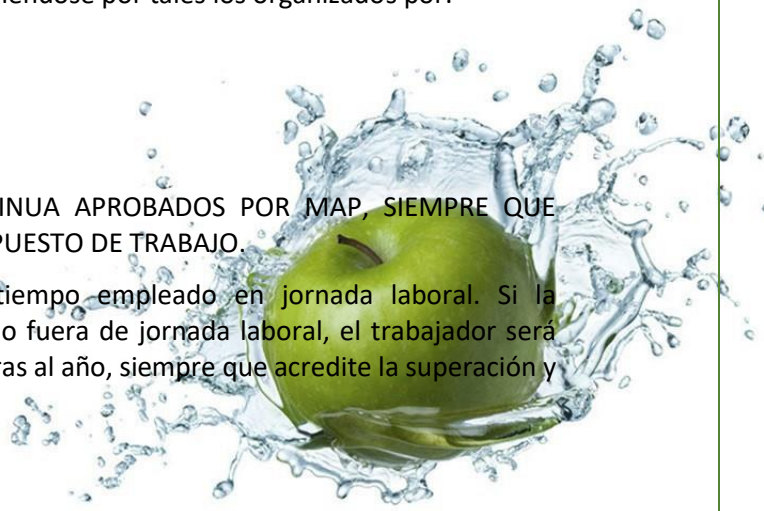 iéndose por tales los organizados por:
INUA APROBADOS POR MAP, SIEMPRE QUE
PUESTO DE TRABAJO.
tiempo empleado en jornada laboral. Si la
o fuera de jornada laboral, el trabajador será
ras al año, siempre que acredite la superación y